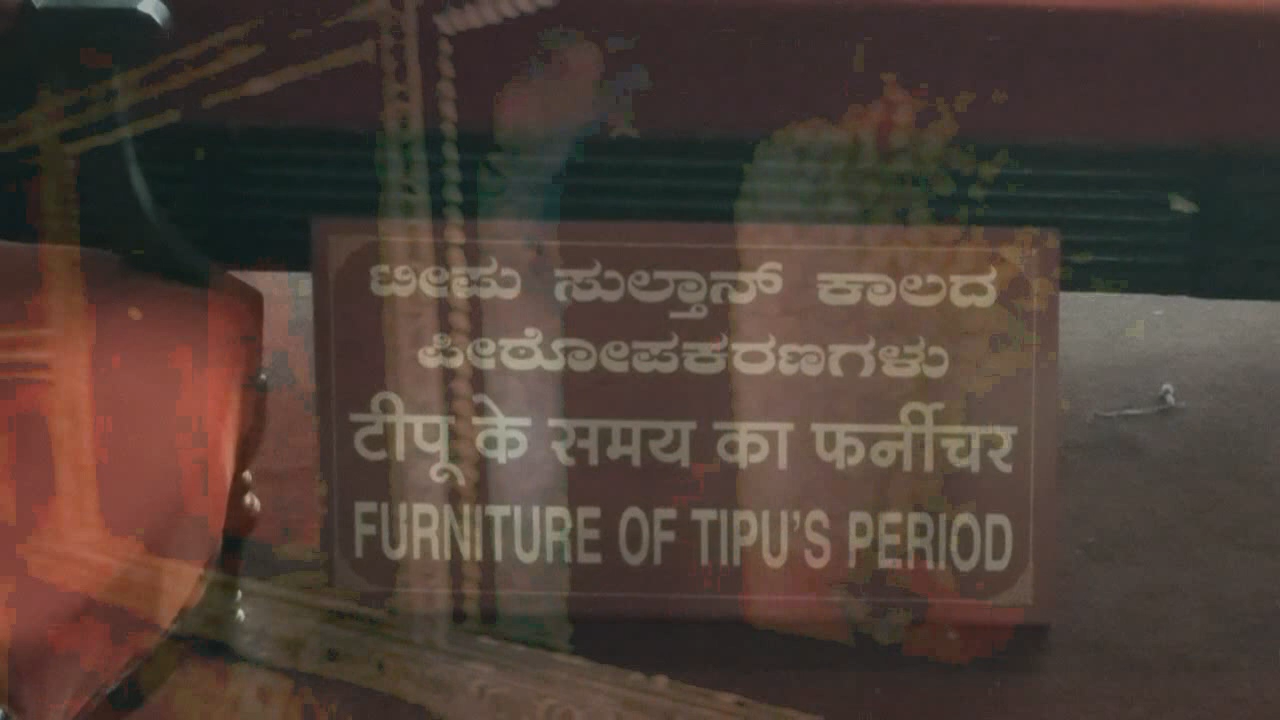 ಟೀಪು ಸುಲ್ತಾನ್ ಕಾಲದ
ಪೀಠೋಪಕರಣಗಳು
टीपू के समय का फर्नीचर
FURNITURE OF TIPU'S PERIOD